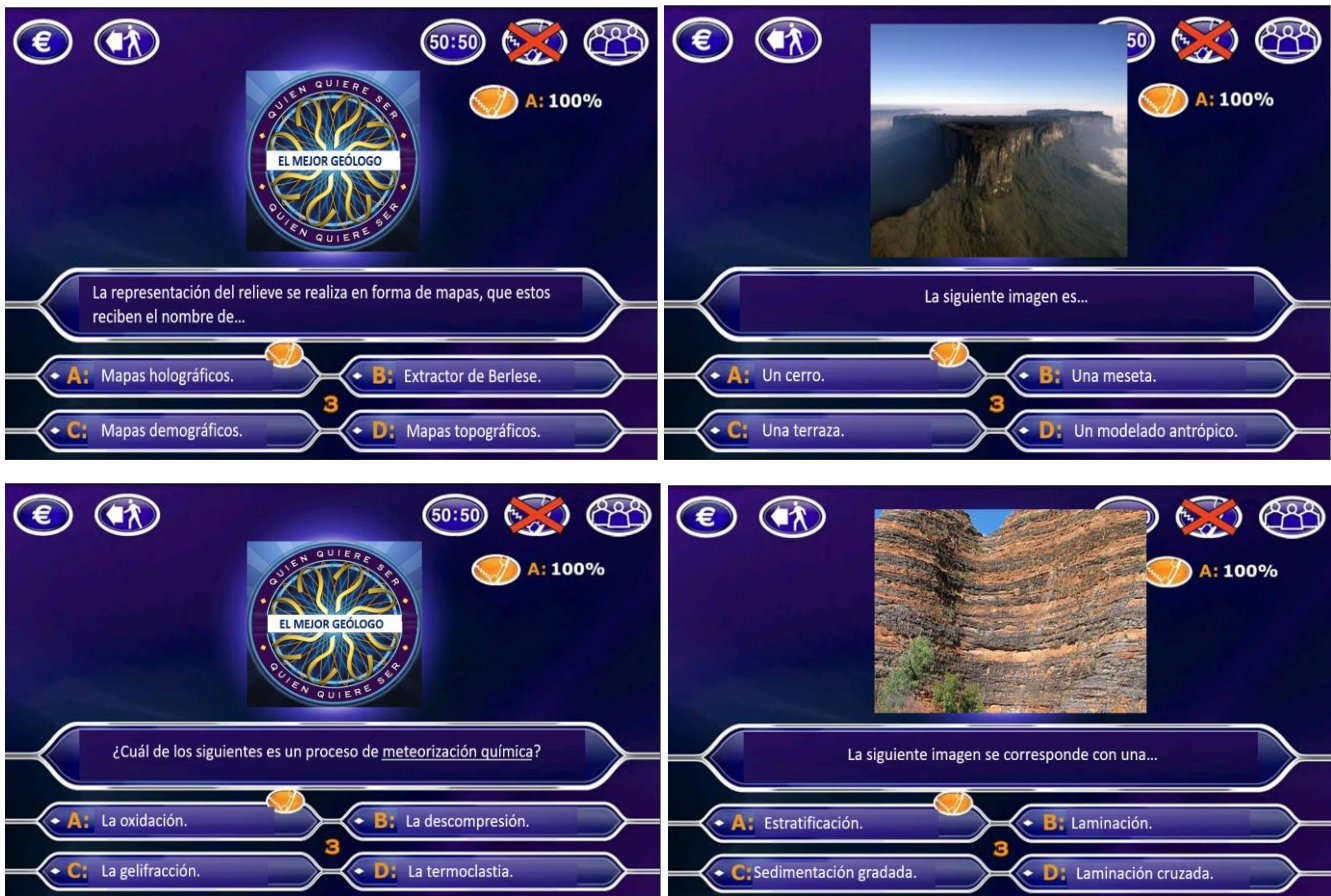 €
50:50
QUIEN QUIERE SER
EL MEJOR GEÓLOGO
QUIEN QUIERE SER
A: 100%
La representación del relieve se realiza en forma de mapas, que estos
reciben el nombre de...
A: Mapas holográficos.
B: Extractor de Berlese.
3
C: Mapas demográficos.
D: Mapas topográficos.
€
50
A: 100%
La siguiente imagen es...
A: Un cerro.
B: Una meseta.
3
C: Una terraza.
D: Un modelado antrópico.
€
50:50
QUIEN QUIERE SER
EL MEJOR GEÓLOGO
QUIEN QUIERE SER
A: 100%
¿Cuál de los siguientes es un proceso de meteorización química?
A: La oxidación.
B: La descompresión.
3
C: La gelifracción.
D: La termoclastia.
€
A: 100%
La siguiente imagen se corresponde con una...
A: Estratificación.
B: Laminación.
3
C: Sedimentación gradada.
D: Laminación cruzada.